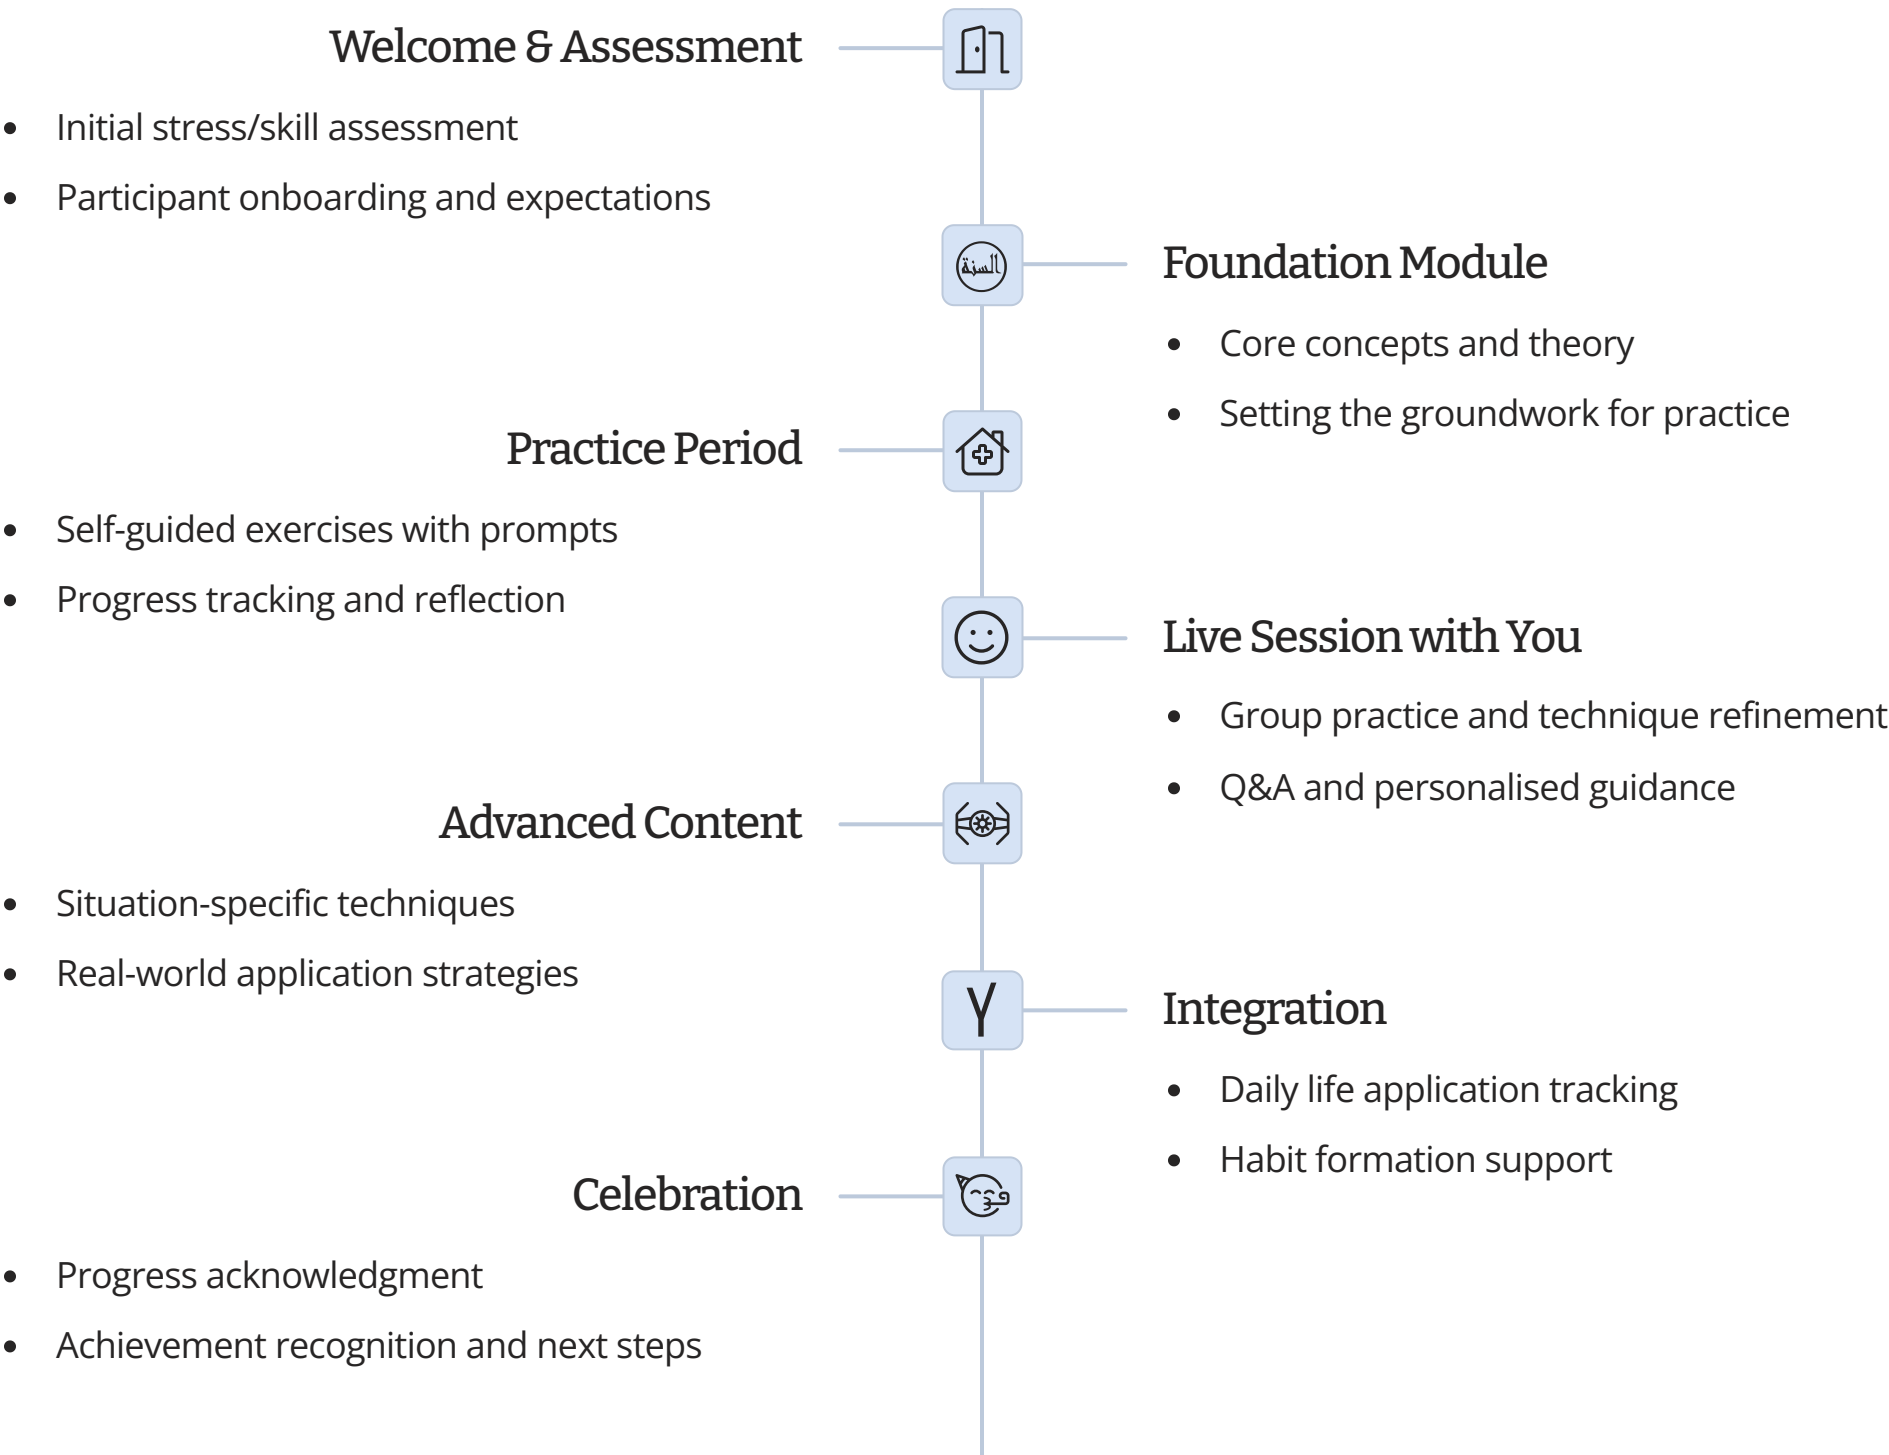 Welcome & Assessment
• Initial stress/skill assessment
• Participant onboarding and expectations
السنة
Foundation Module
• Core concepts and theory
• Setting the groundwork for practice
Practice Period
• Self-guided exercises with prompts
• Progress tracking and reflection
Live Session with You
• Group practice and technique refinement
• Q&A and personalised guidance
Advanced Content
• Situation-specific techniques
• Real-world application strategies
Integration
• Daily life application tracking
• Habit formation support
Celebration
• Progress acknowledgment
• Achievement recognition and next steps